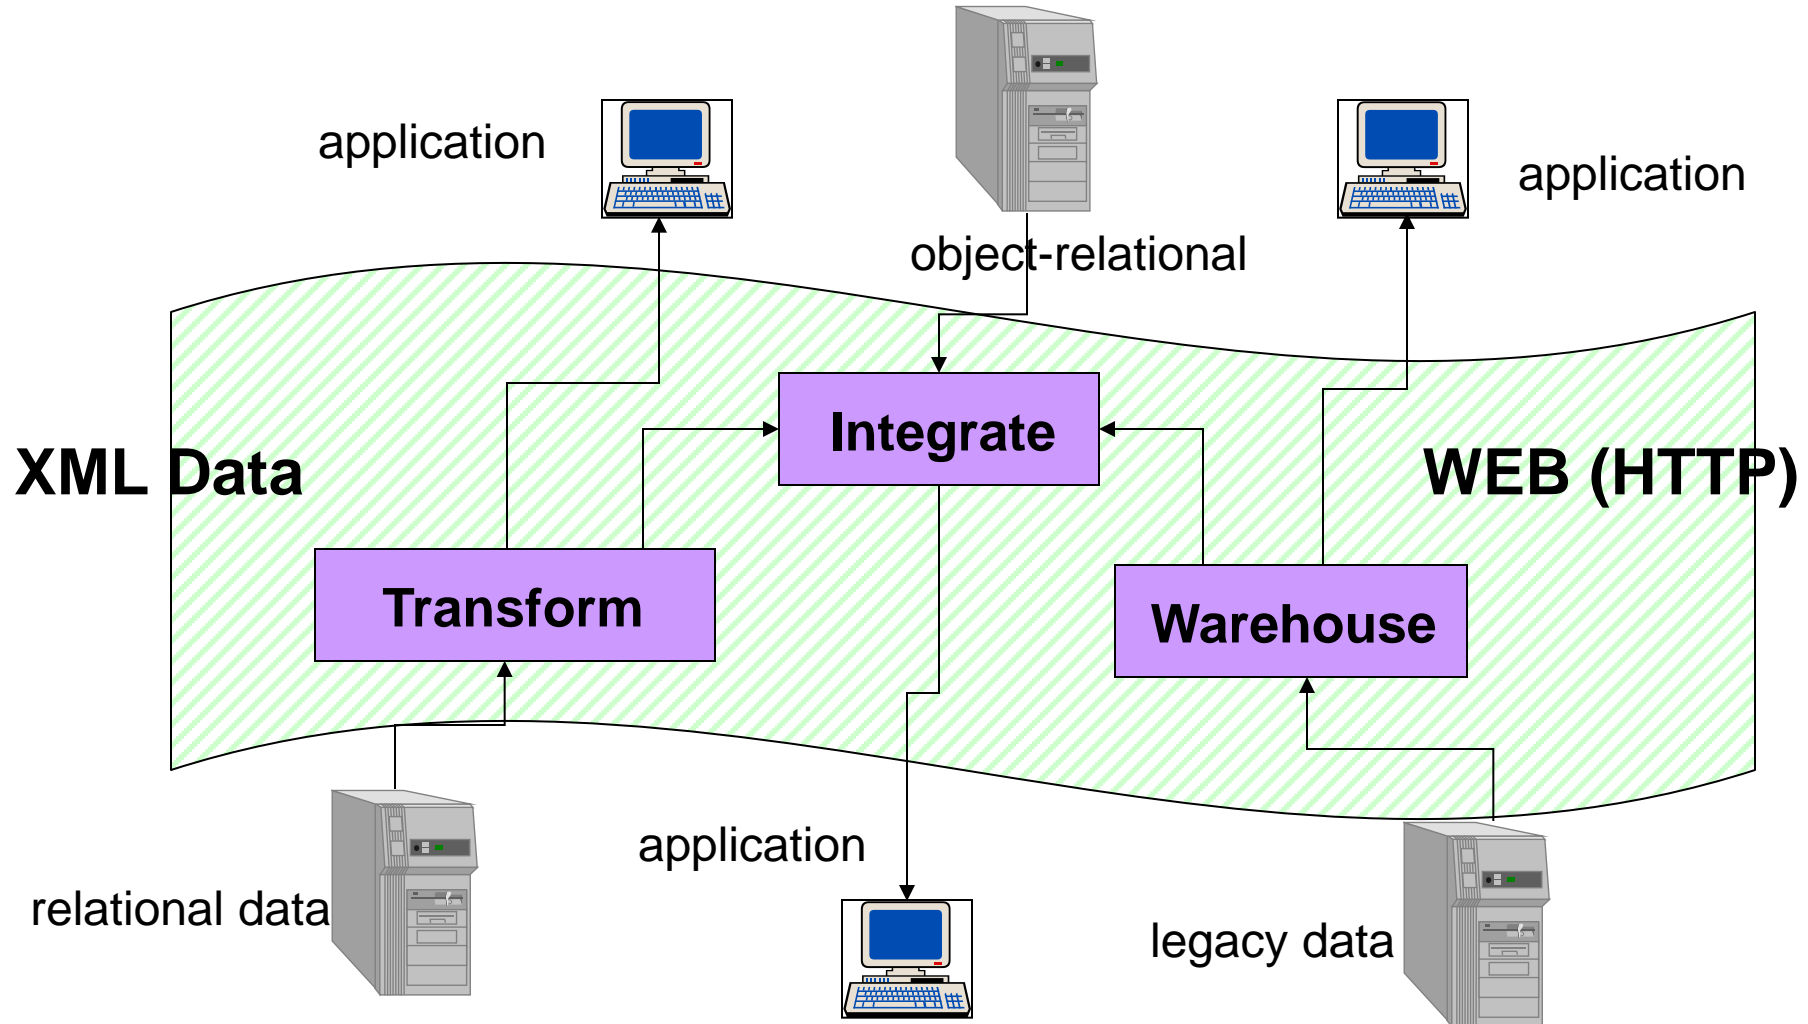 application
application
object-relational
Integrate
XML Data
WEB (HTTP)
Transform
Warehouse
application
relational data
legacy data